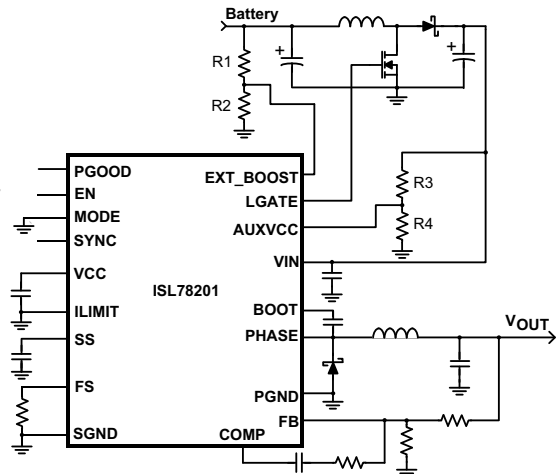 Battery
R1
R2
PGOOD
EN
MODE
SYNC
VCC
ILIMIT
SS
FS
SGND
ISL78201
EXT_BOOST
LGATE
AUXVCC
VIN
BOOT
PHASE
PGND
FB
COMP
R3
R4
VOUT
+
+